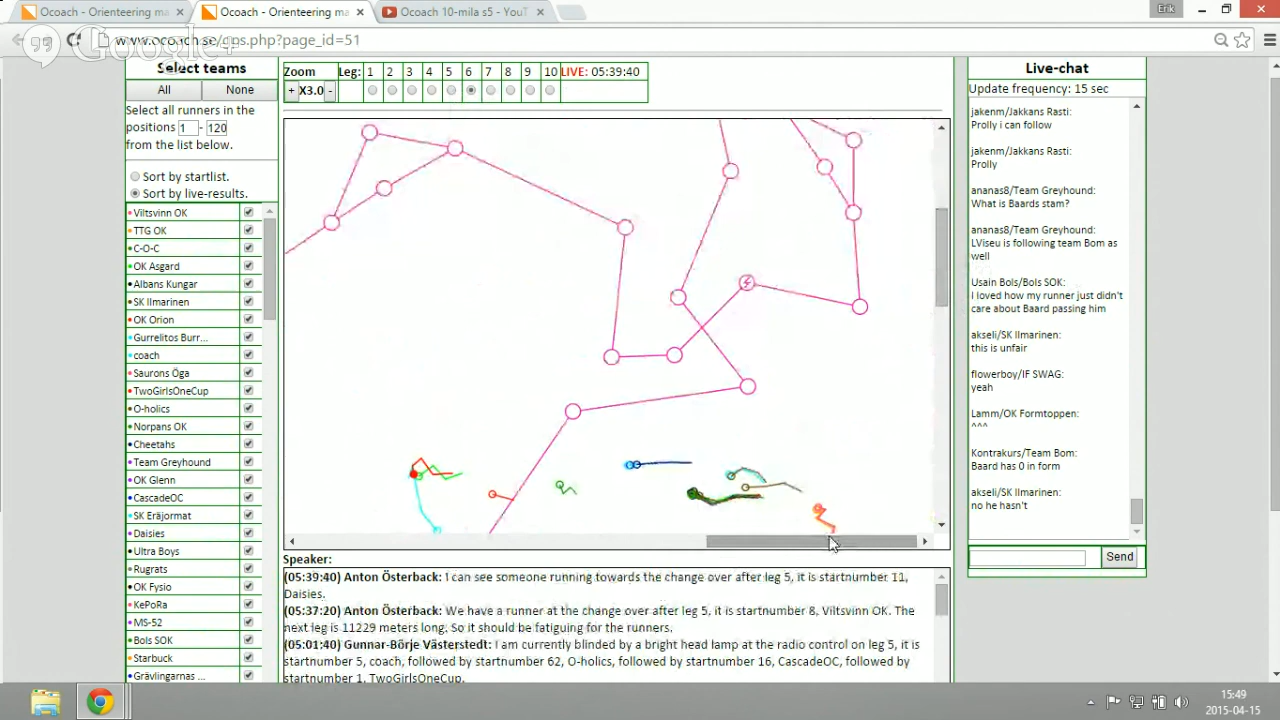 Ocoach - Orienteering ma
Ocoach - Orienteering ma
Ocoach 10-mila s5 - YouT
Erik
www.ocoach.se/cms.php?page_id=51
Google+
Select teams
All
None
Select all runners in the
positions 1 - 120
from the list below.
Sort by startlist.
Sort by live-results.
Viltsvinn OK
TTG OK
C-O-C
OK Asgard
Albans Kungar
SK Ilmarinen
OK Orion
Gurrelitos Burr...
coach
Saurons Öga
TwoGirlsOneCup
O-holics
Norpans OK
Cheetahs
Team Greyhound
OK Glenn
CascadeOC
SK Eräjormat
Daisies
Ultra Boys
Rugrats
OK Fysio
KePoRa
MS-52
Bols SOK
Starbuck
Grävlingarnas ...
Zoom Leg: 1 2 3 4 5 6 7 8 9 10 LIVE: 05:39:40
+ X3.0 -
Speaker:
(05:39:40) Anton Österback: I can see someone running towards the change over after leg 5, it is startnumber 11,
Daisies.
(05:37:20) Anton Österback: We have a runner at the change over after leg 5, it is startnumber 8, Viltsvinn OK. The
next leg is 11229 meters long. So it should be fatiguing for the runners.
(05:01:40) Gunnar-Börje Västerstedt: I am currently blinded by a bright head lamp at the radio control on leg 5, it is
startnumber 5, coach, followed by startnumber 62, O-holics, followed by startnumber 16, CascadeOC, followed by
startnumber 1, TwoGirlsOneCup.
Live-chat
Update frequency: 15 sec
jakenm/Jakkans Rasti:
Prolly i can follow
jakenm/Jakkans Rasti:
Prolly
ananas8/Team Greyhound:
What is Baards stam?
ananas8/Team Greyhound:
LViseu is following team Bom as
well
Usain Bols/Bols SOK:
I loved how my runner just didn't
care about Baard passing him
akseli/SK Ilmarinen:
this is unfair
flowerboy/IF SWAG:
yeah
Lamm/OK Formtoppen:
^^^
Kontrakurs/Team Bom:
Baard has 0 in form
akseli/SK Ilmarinen:
no he hasn't
Send
15:49
2015-04-15